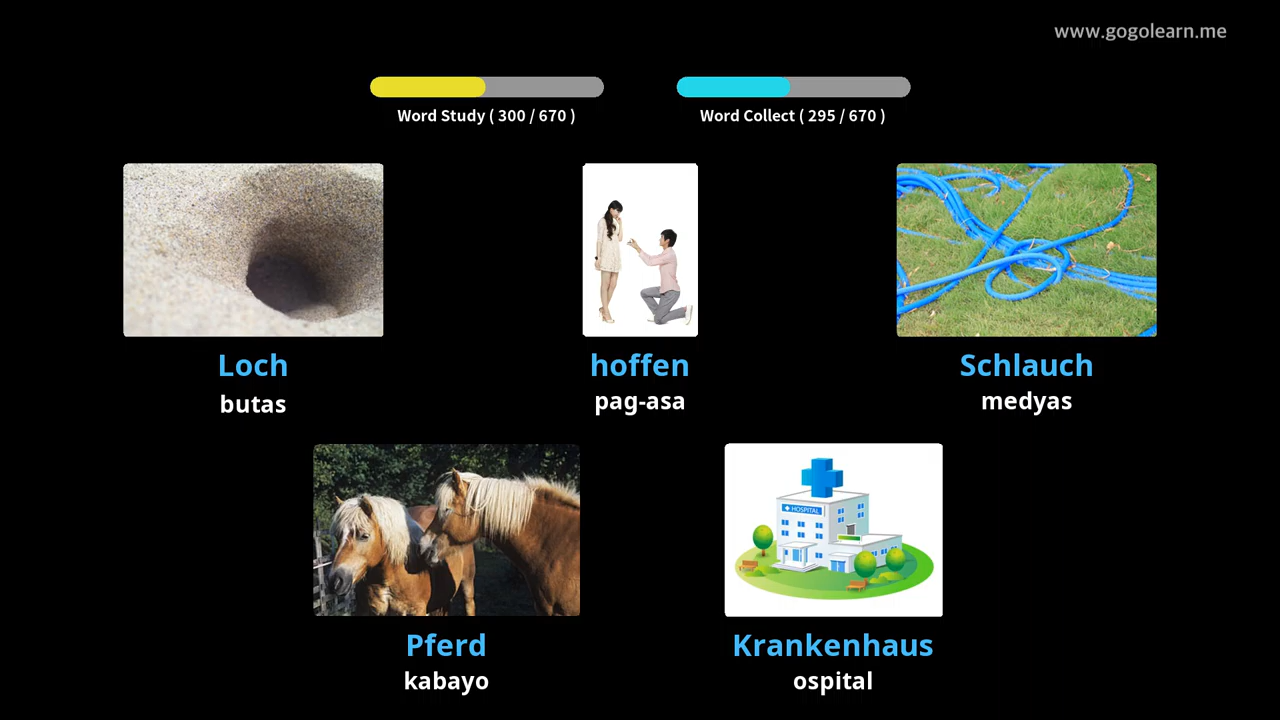 www.gogolearn.me
Word Study ( 300 / 670 )
Word Collect ( 295 / 670 )
Loch
butas
hoffen
pag-asa
Schlauch
medyas
HOSPITAL
Pferd
kabayo
Krankenhaus
ospital